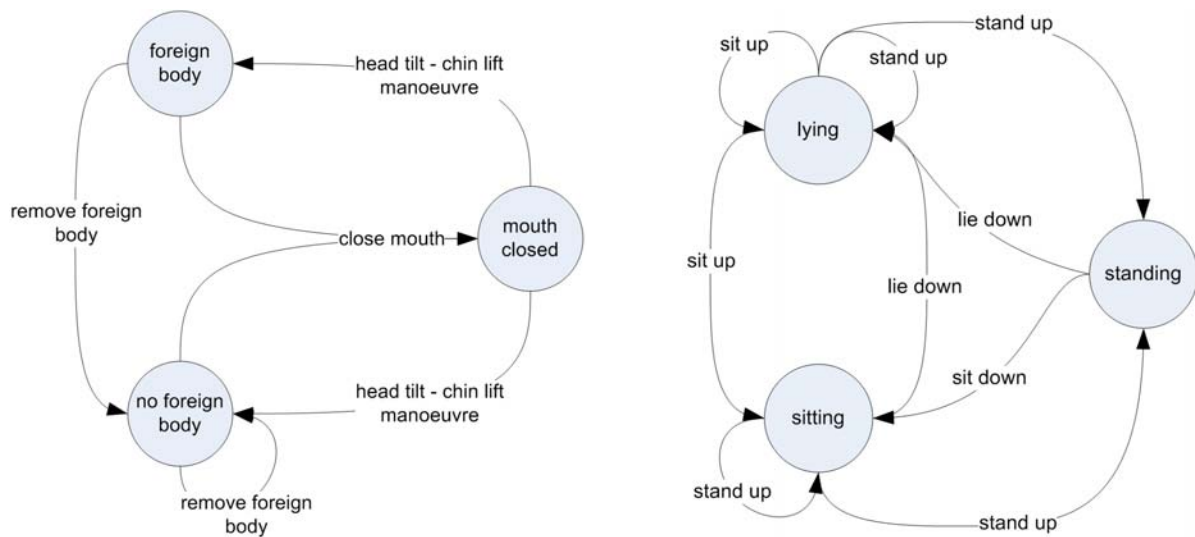 foreign
body
head tilt - chin lift
manoeuvre
remove foreign
body
close mouth
mouth
closed
no foreign
body
head tilt - chin lift
manoeuvre
remove foreign
body
stand up
sit up
stand up
lying
lie down
sit up
lie down
standing
sit down
sitting
stand up
stand up